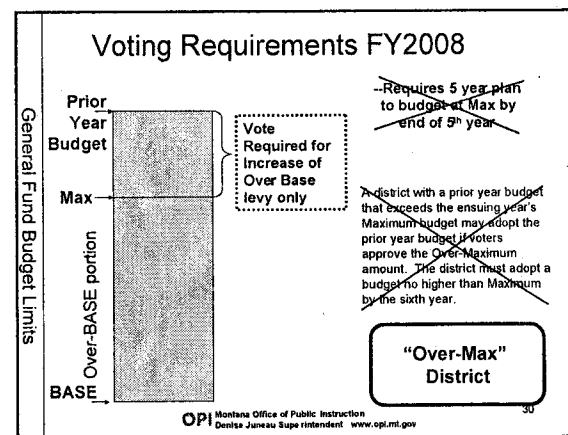 Voting Requirements FY2008
General Fund Budget Limits
Prior
Year
Budget
Max
Over-BASE portion
BASE
Vote
Required for
Increase of
Over Base
levy only
--Requires 5 year plan
to budget at Max by
end of 5th year
A district with a prior year budget
that exceeds the ensuing year's
Maximum budget may adopt the
prior year budget if voters
approve the Over-Maximum
amount. The district must adopt a
budget no higher than Maximum
by the sixth year.
"Over-Max"
District
OPI Montana Office of Public Instruction
Denise Juneau Superintendent www.opi.mt.gov
30